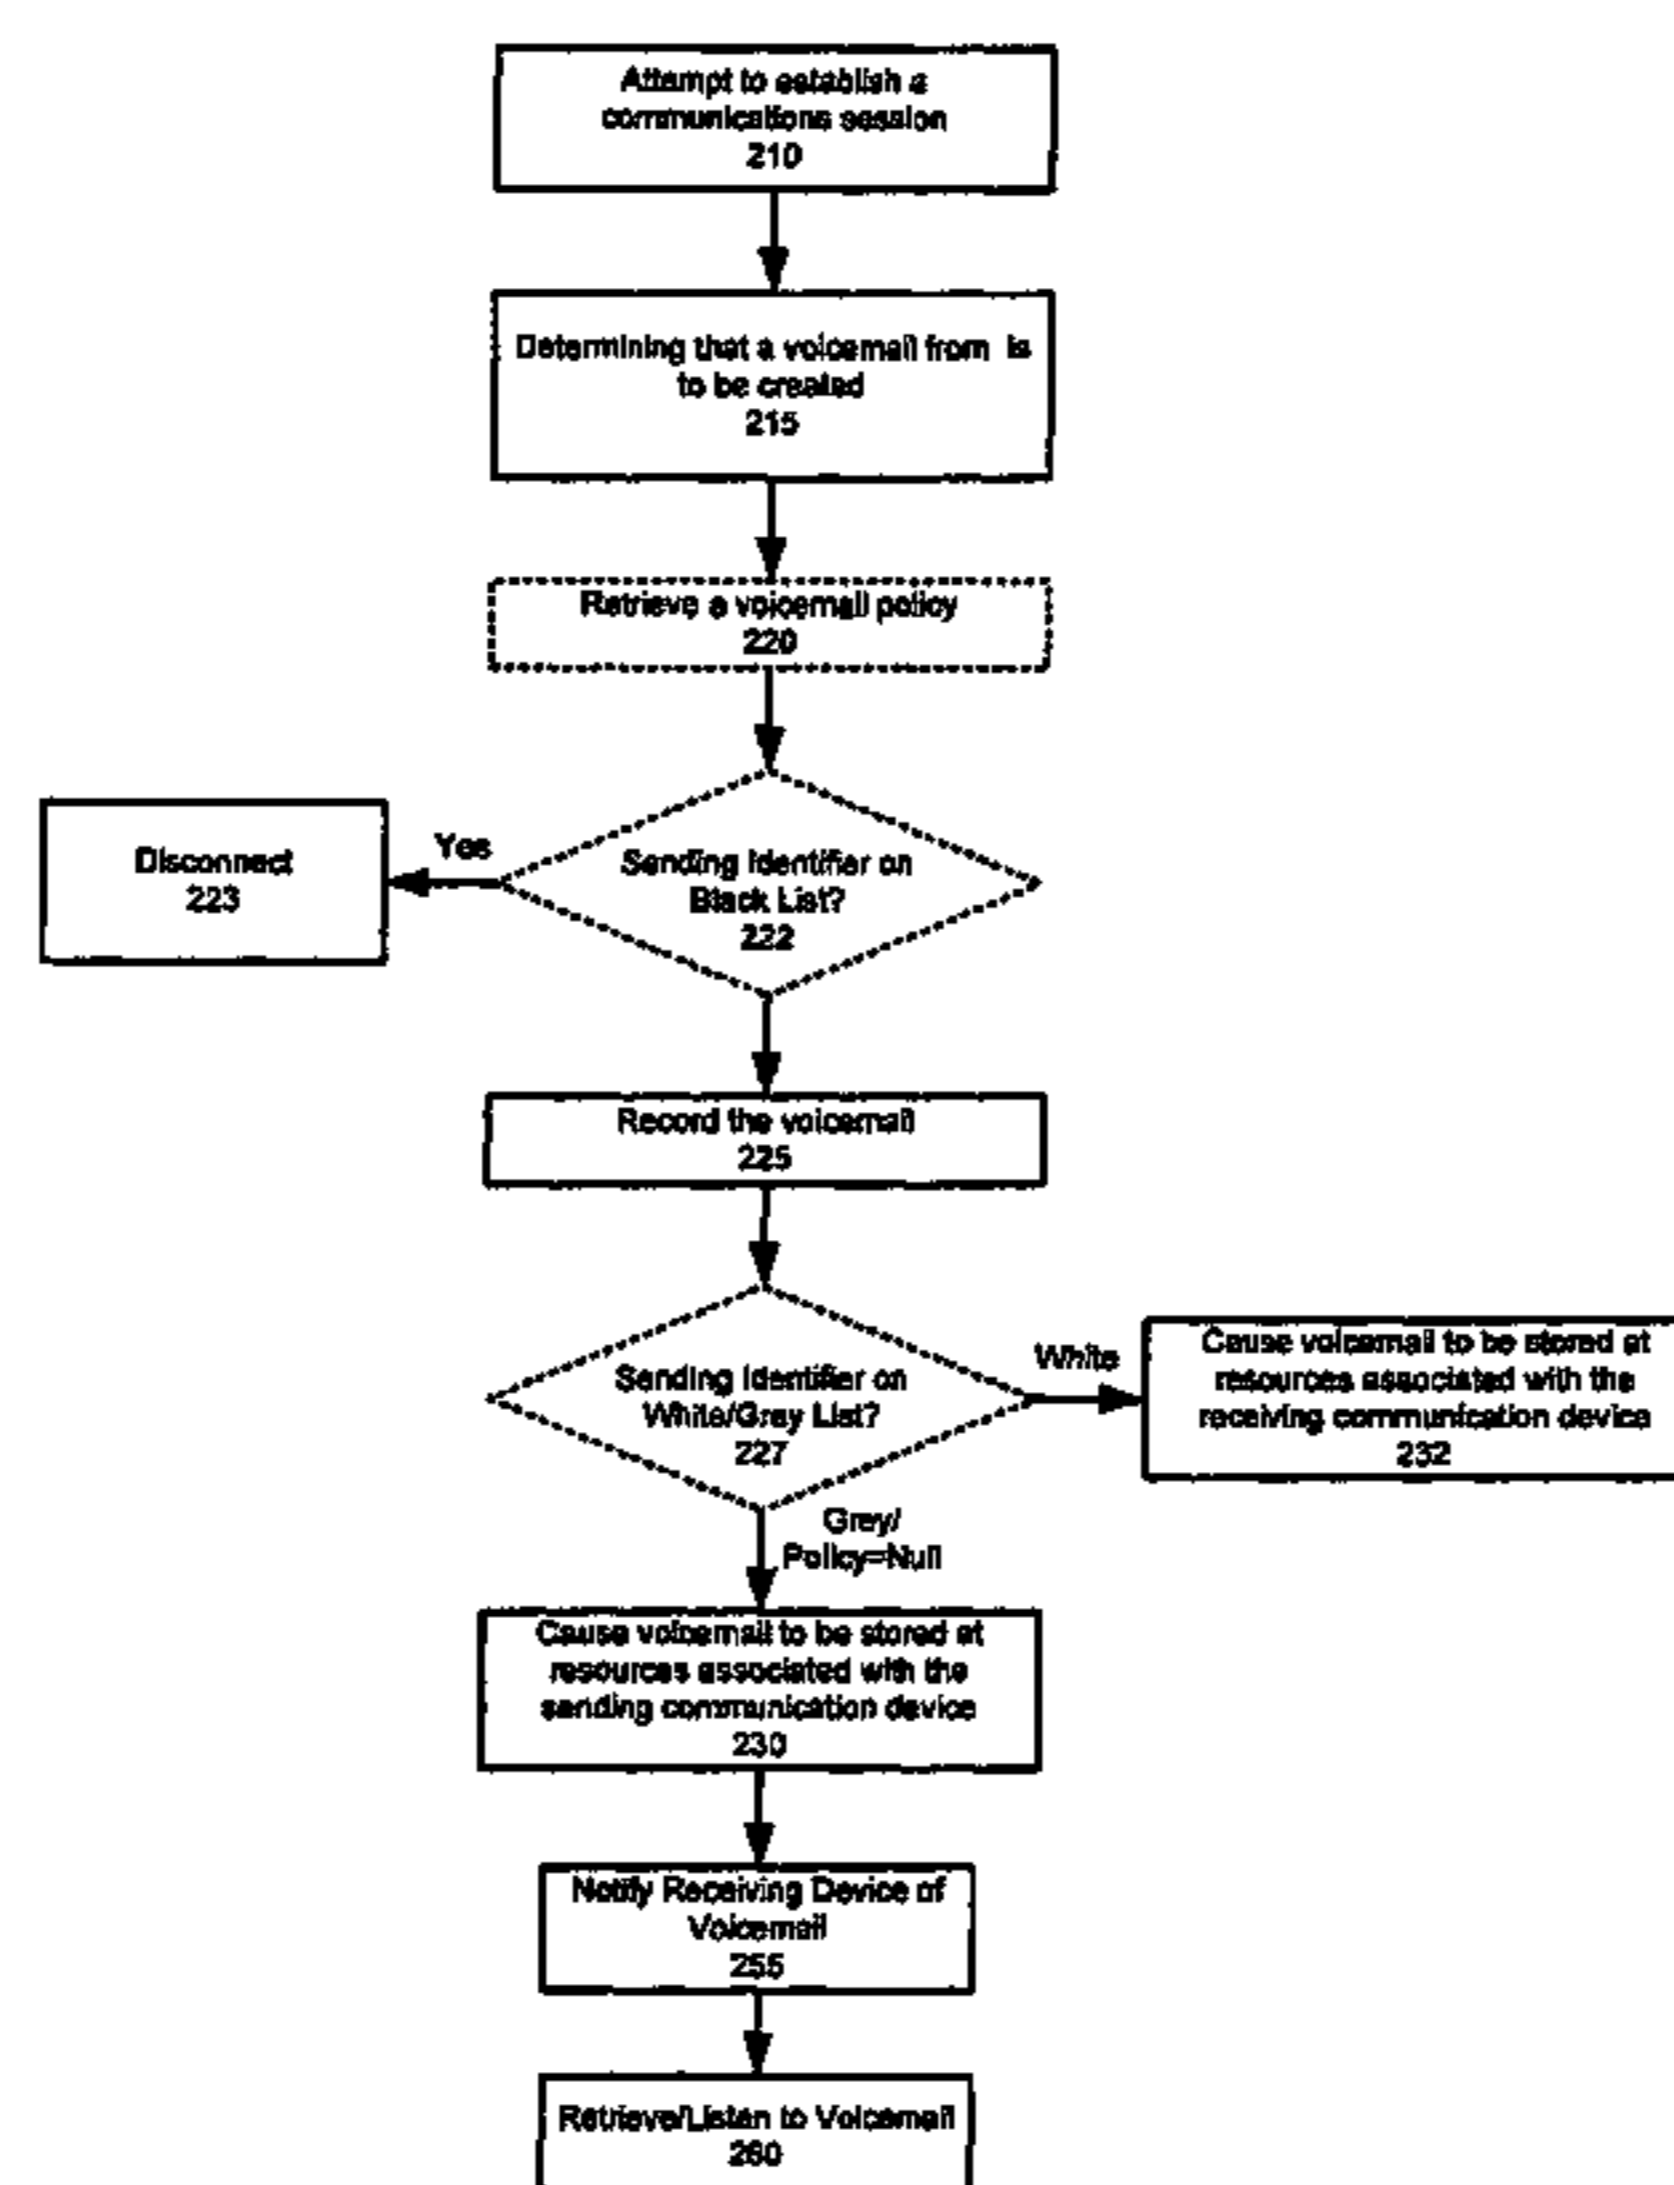 Attempt to establish a
communications session
210
Determining that a voicemail from is
to be created
215
Retrieve a voicemail policy
220
Disconnect
223
Yes
Sending Identifier on
Black List?
222
Record the voicemail
225
Sending Identifier on
White/Grey List?
227
White
Cause voicemail to be stored at
resources associated with the
receiving communication device
232
Grey/
Policy=Null
Cause voicemail to be stored at
resources associated with the
sending communication device
230
Notify Receiving Device of
Voicemail
255
Retrieve/Listen to Voicemail
260